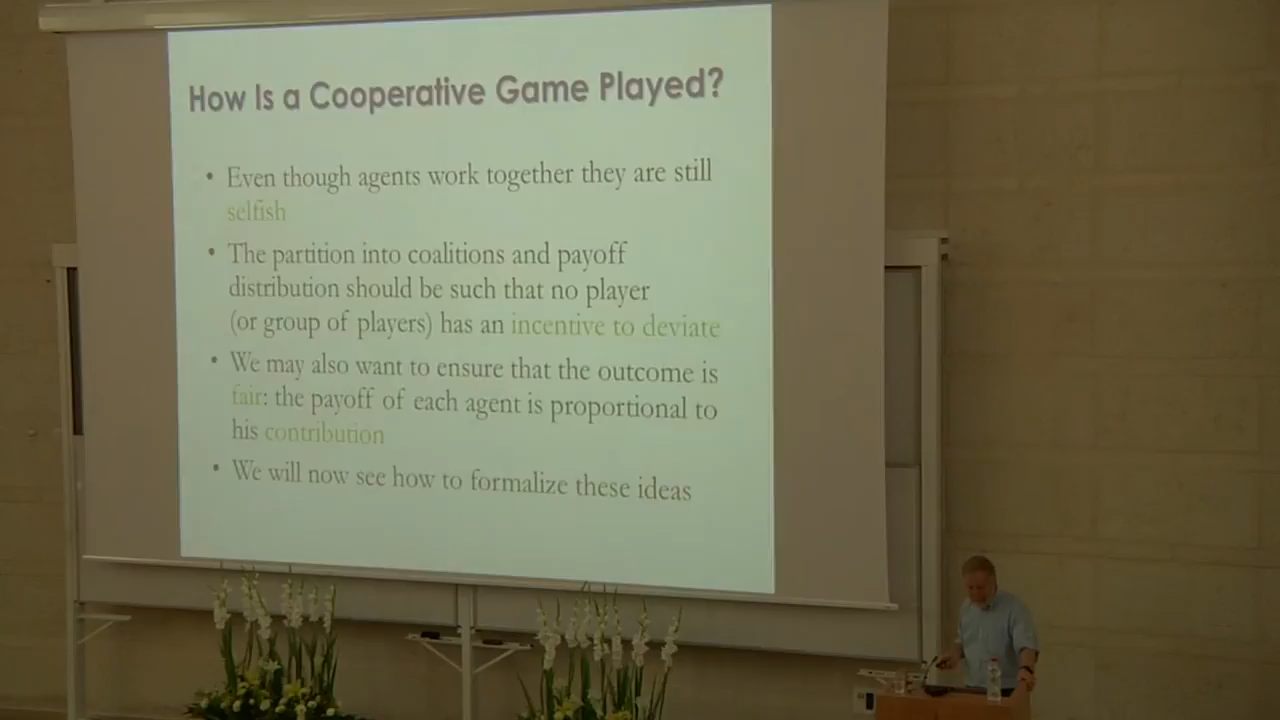 How Is a Cooperative Game Played?
• Even though agents work together they are still
selfish
• The partition into coalitions and payoff
distribution should be such that no player
(or group of players) has an incentive to deviate
• We may also want to ensure that the outcome is
fair: the payoff of each agent is proportional to
his contribution
• We will now see how to formalize these ideas